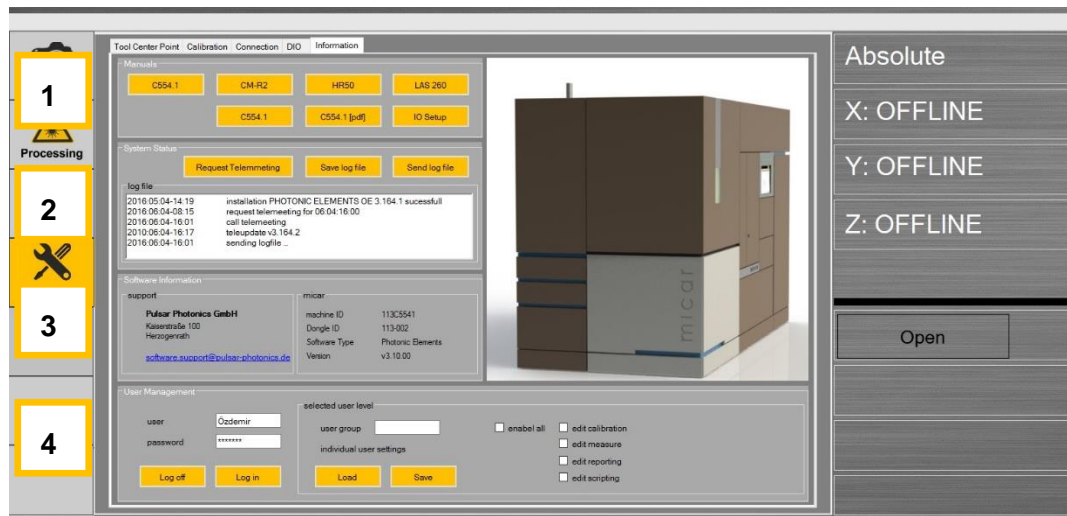 Tool Center Point Calibration Connection DIO Information
Absolute
Manuals
C554.1 CM-R2 HR50 LAS 260
1
X: OFFLINE
C554.1 C554.1 [pdf] IO Setup
Processing
System Status
Y: OFFLINE
Request Telemmeting Save log file Send log file
log file
2
2016:05:04-14:19 installation PHOTONIC ELEMENTS OE 3.164.1 sucessfull
2016:06:04-08:15 request telemeeting for 06:04:16:00
2016:06:04-16:01 call telemeeting
2010:06:04-16:17 teleupdate v3.164.2
2016:06:04-16:01 sending logfile ..
Z: OFFLINE
Software Information
support
Pulsar Photonics GmbH
Kaiserstraße 100
Herzogenrath
software.support@pulsar-photonics.de
micar
machine ID 113C5541
Dongle ID 113-002
Software Type Photonic Elements
Version v3.10.00
micar
3
Open
User Management
user Özdemir
password *******
Log off Log in
selected user level
user group
individual user settings
Load Save
enabel all
edit calibration
edit measure
edit reporting
edit scripting
4